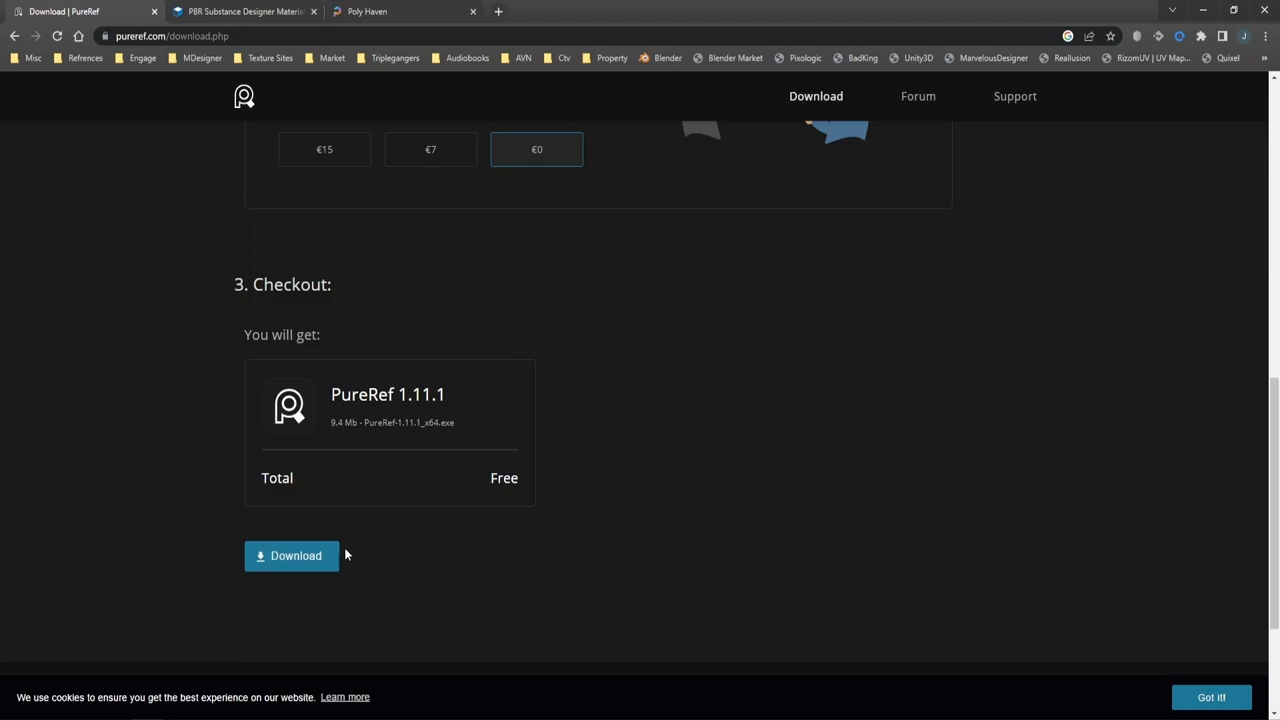 Download | PureRef
PBR Substance Designer Materia
Poly Haven
pureref.com/download.php
Misc Refrences Engage MDesigner Texture Sites Market Triplegangers Audiobooks AVN Ctv Property Blender Blender Market Pixologic BadKing Unity3D MarvelousDesigner Reallusion RizomUV | UV Map... Quixel »
Download Forum Support
€15 €7 €0
3. Checkout:
You will get:
PureRef 1.11.1
9.4 Mb - PureRef-1.11.1_x64.exe
Total Free
Download
We use cookies to ensure you get the best experience on our website. Learn more
Got it!